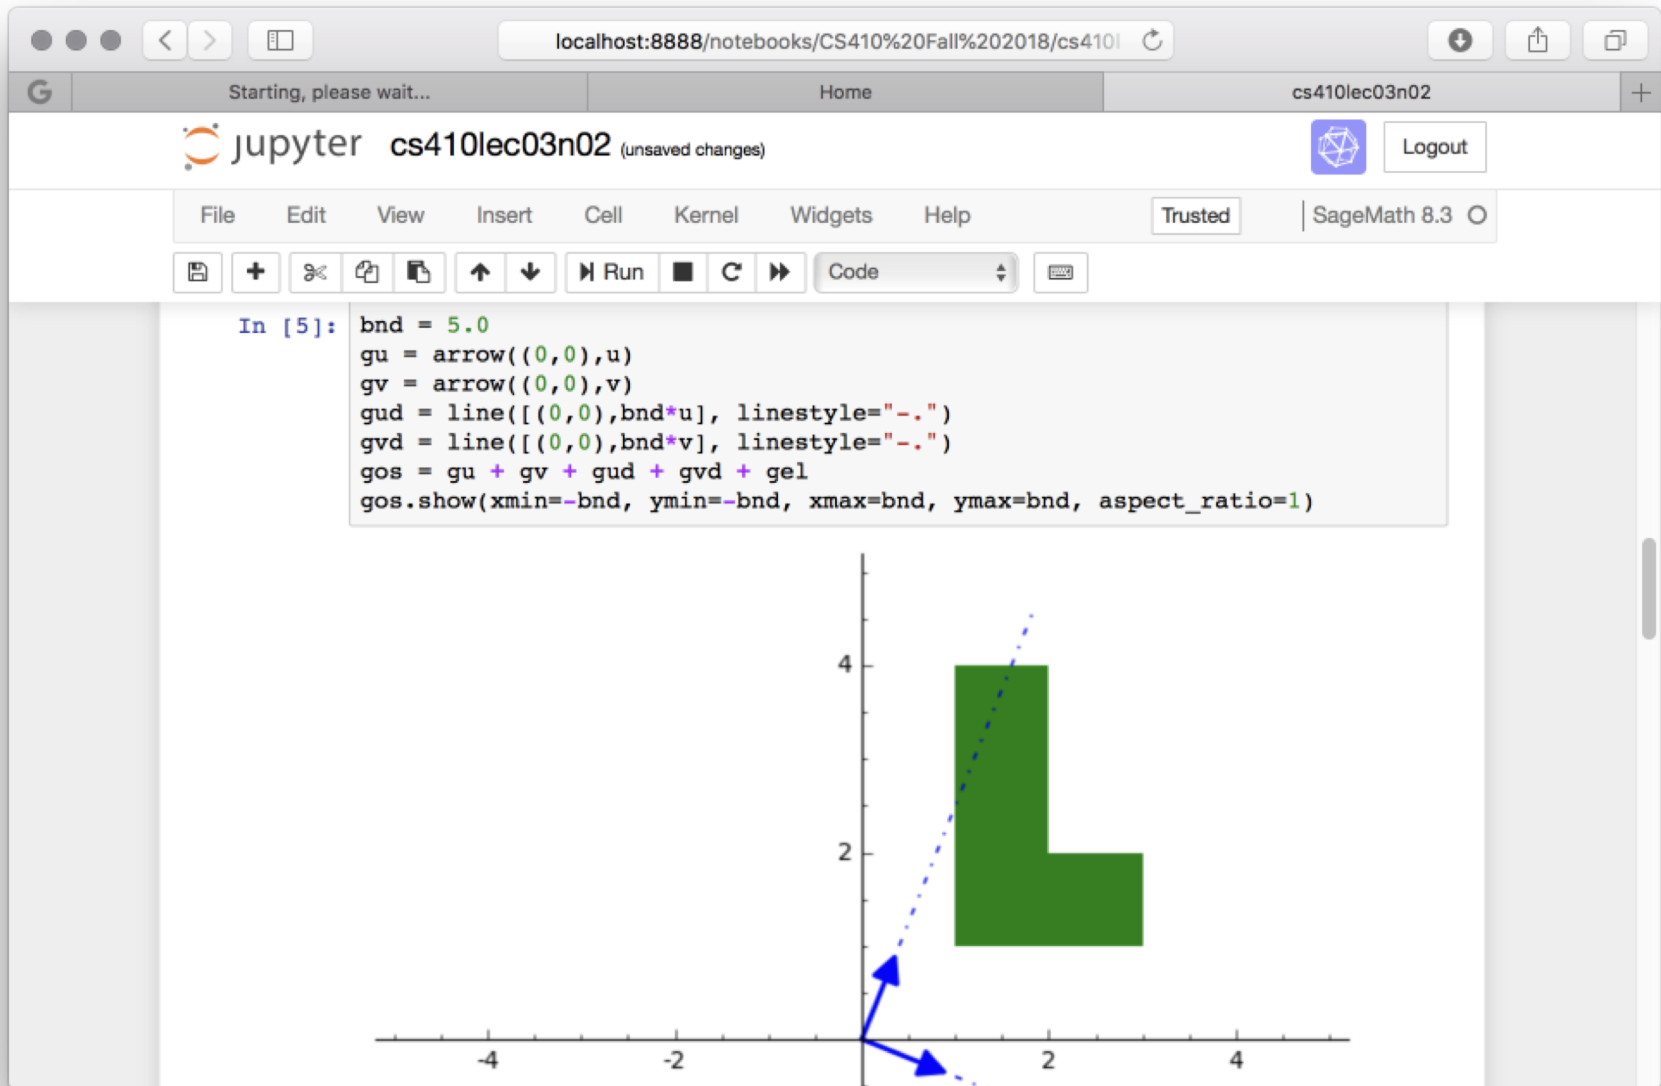 localhost:8888/notebooks/CS410%20Fall%202018/cs410l
G Starting, please wait... Home cs410lec03n02 +
jupyter cs410lec03n02 (unsaved changes) Logout
File Edit View Insert Cell Kernel Widgets Help Trusted SageMath 8.3
Run Code
In [5]: bnd = 5.0
gu = arrow((0,0),u)
gv = arrow((0,0),v)
gud = line([(0,0),bnd*u], linestyle="-.")
gvd = line([(0,0),bnd*v], linestyle="-.")
gos = gu + gv + gud + gvd + gel
gos.show(xmin=-bnd, ymin=-bnd, xmax=bnd, ymax=bnd, aspect_ratio=1)
4
2
-4 -2 2 4